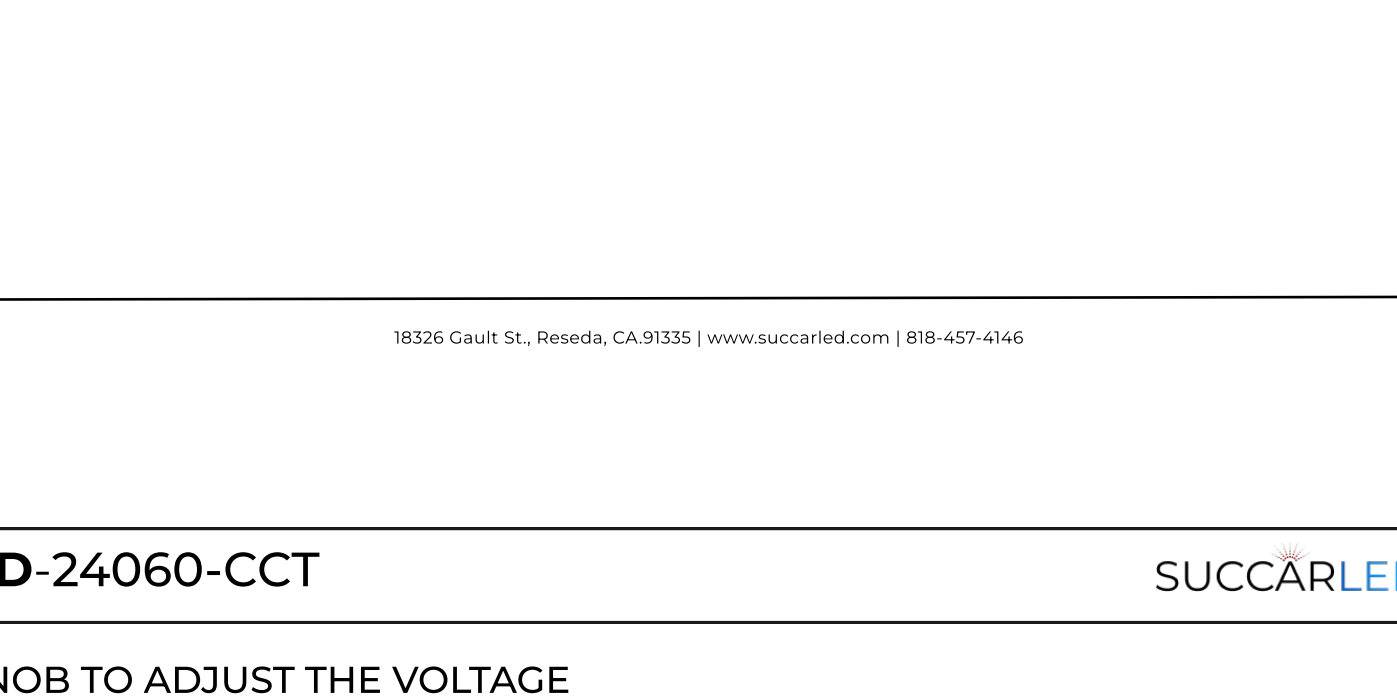 18326 Gault St., Reseda, CA.91335 | www.succarled.com | 818-457-4146
D-24060-CCT
SUCCARLE
NOB TO ADJUST THE VOLTAGE